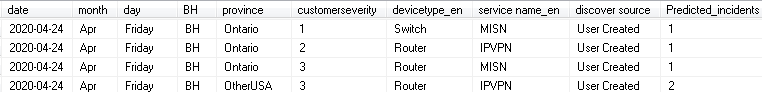 date month day BH province customerseverity devicetype_en service name_en discover source Predicted_incidents
2020-04-24 Apr Friday BH Ontario 1 Switch MISN User Created 1
2020-04-24 Apr Friday BH Ontario 2 Router IPVPN User Created 1
2020-04-24 Apr Friday BH Ontario 3 Router MISN User Created 1
2020-04-24 Apr Friday BH OtherUSA 3 Router IPVPN User Created 2